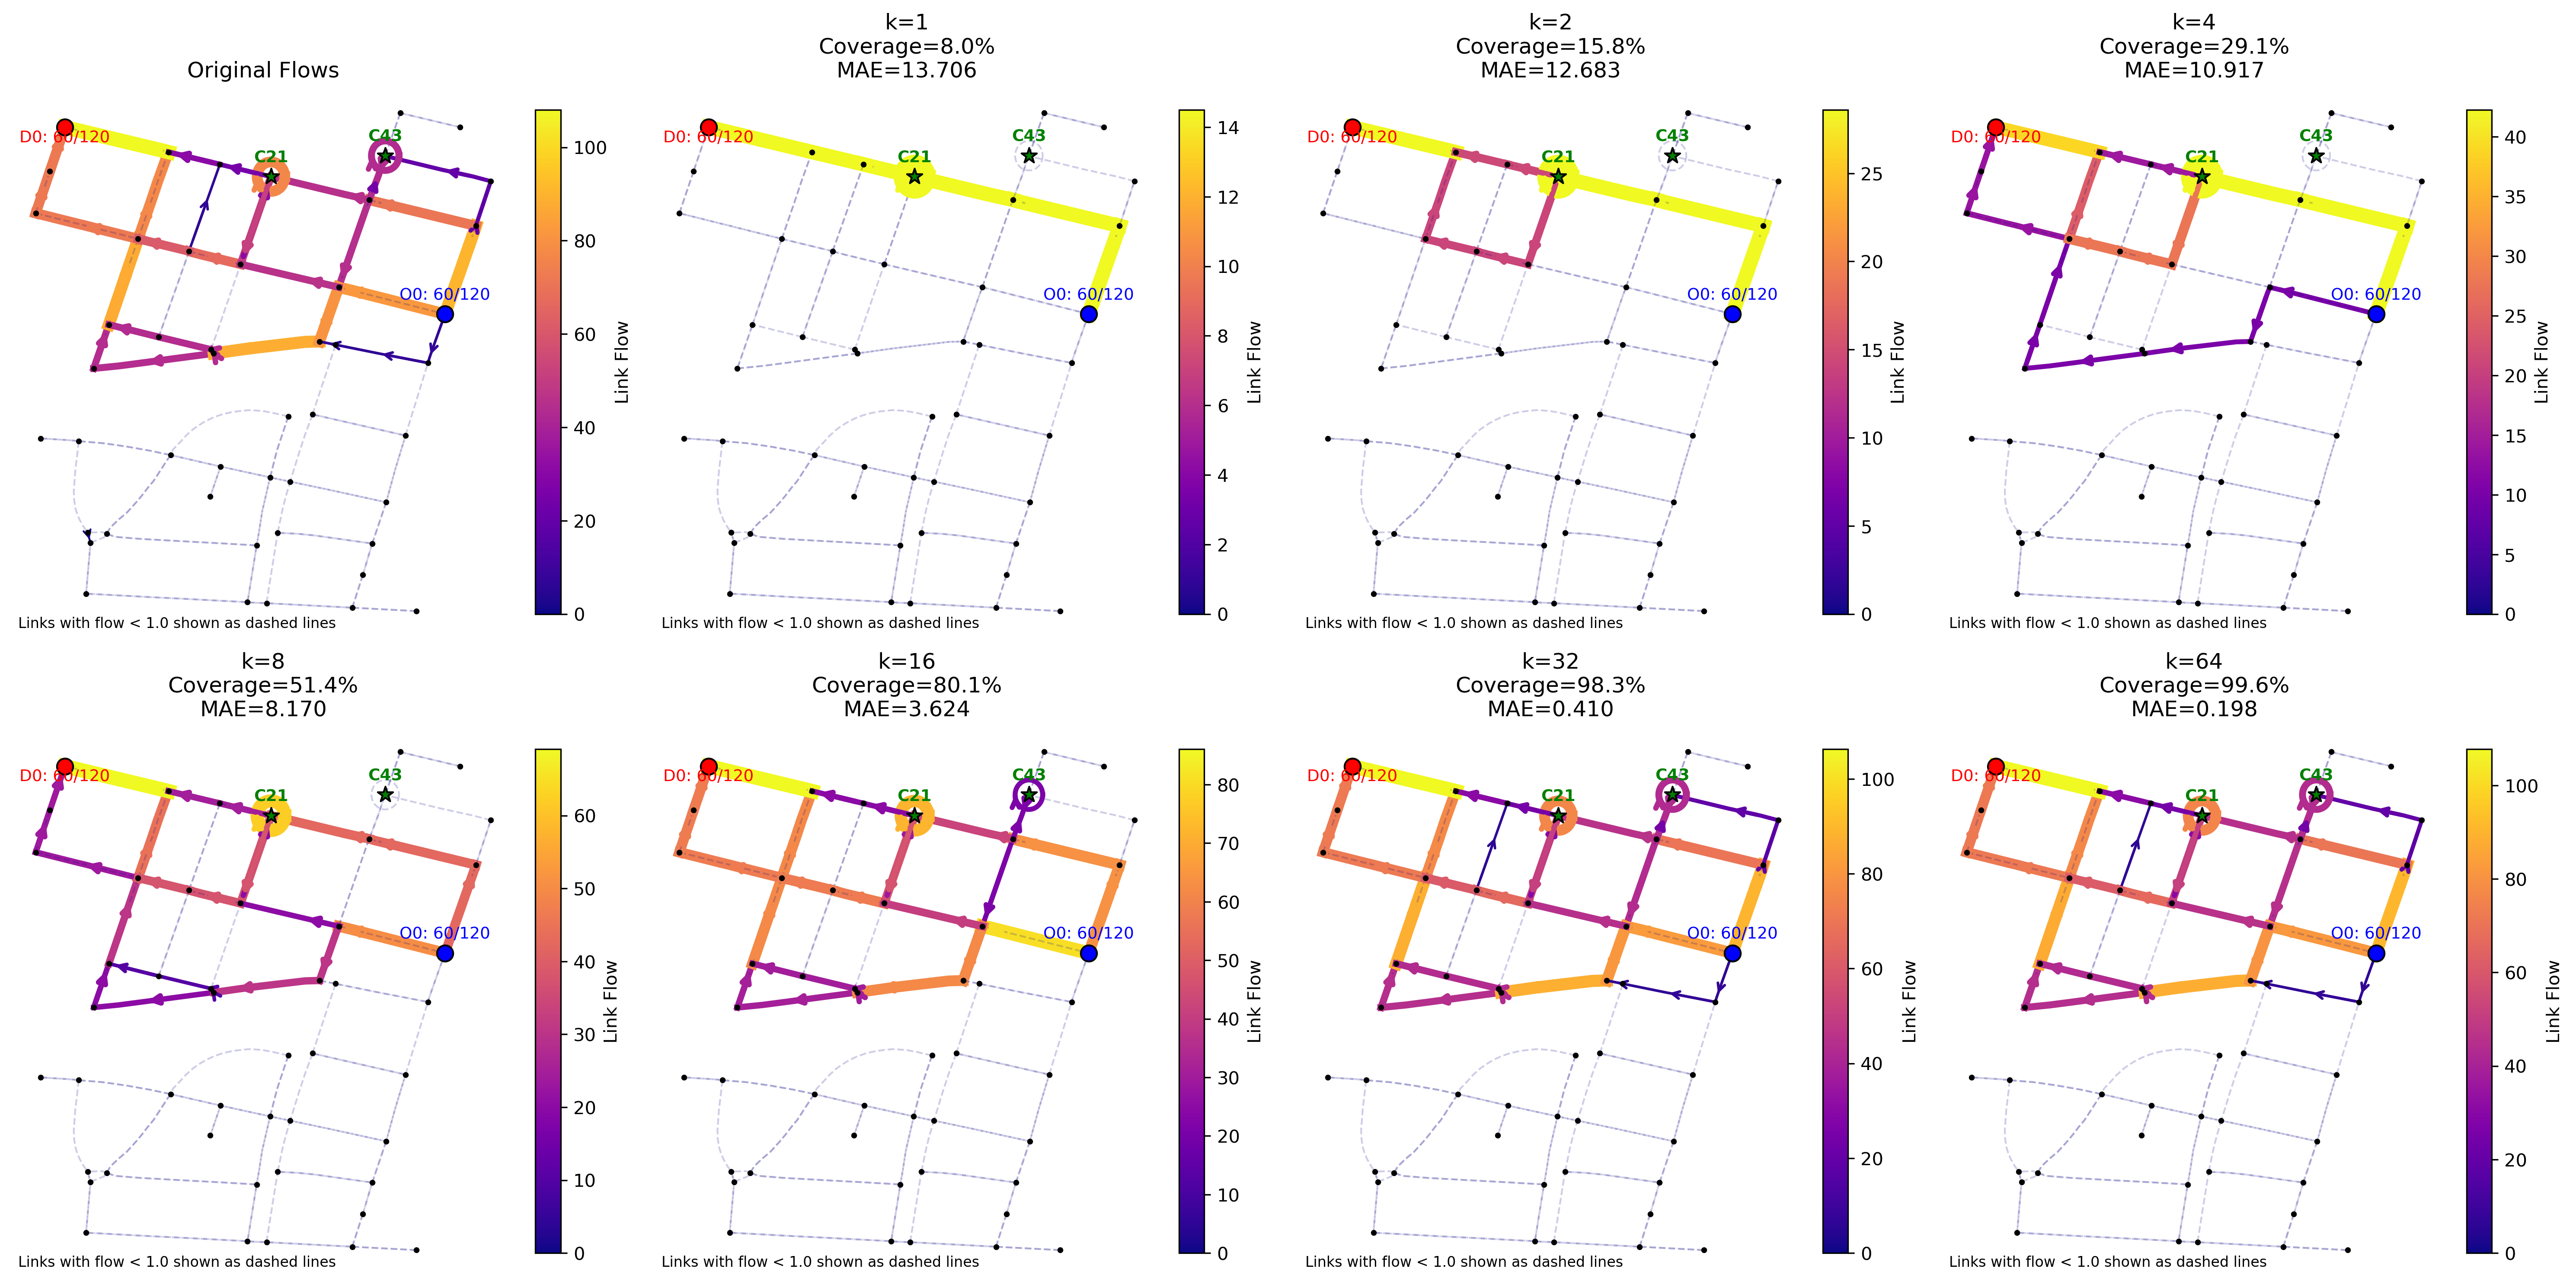 Original Flows
D0: 60/120
C21
C43
O0: 60/120
100
80
60
40
20
0
Link Flow
Links with flow < 1.0 shown as dashed lines
k=1
Coverage=8.0%
MAE=13.706
D0: 60/120
C21
C43
O0: 60/120
14
12
10
8
6
4
2
0
Link Flow
Links with flow < 1.0 shown as dashed lines
k=2
Coverage=15.8%
MAE=12.683
D0: 60/120
C21
C43
O0: 60/120
25
20
15
10
5
0
Link Flow
Links with flow < 1.0 shown as dashed lines
k=4
Coverage=29.1%
MAE=10.917
D0: 60/120
C21
C43
O0: 60/120
40
35
30
25
20
15
10
5
0
Link Flow
Links with flow < 1.0 shown as dashed lines
k=8
Coverage=51.4%
MAE=8.170
D0: 60/120
C21
C43
O0: 60/120
60
50
40
30
20
10
0
Link Flow
Links with flow < 1.0 shown as dashed lines
k=16
Coverage=80.1%
MAE=3.624
D0: 60/120
C21
C43
O0: 60/120
80
70
60
50
40
30
20
10
0
Link Flow
Links with flow < 1.0 shown as dashed lines
k=32
Coverage=98.3%
MAE=0.410
D0: 60/120
C21
C43
O0: 60/120
100
80
60
40
20
0
Link Flow
Links with flow < 1.0 shown as dashed lines
k=64
Coverage=99.6%
MAE=0.198
D0: 60/120
C21
C43
O0: 60/120
100
80
60
40
20
0
Link Flow
Links with flow < 1.0 shown as dashed lines